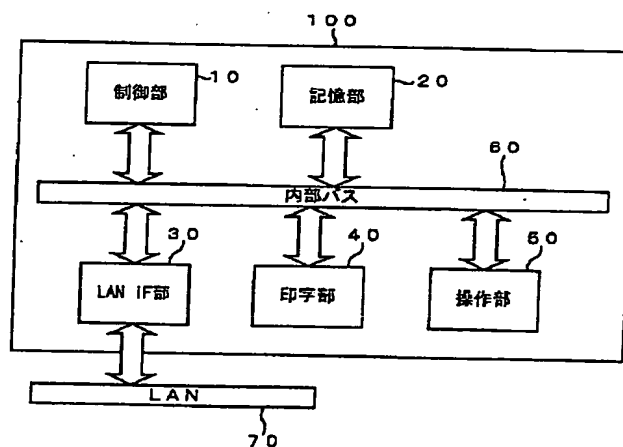 １００
制御部
１０
記憶部
２０
６０
内部バス
３０
４０
５０
LAN IF部
印字部
操作部
ＬＡＮ
７０